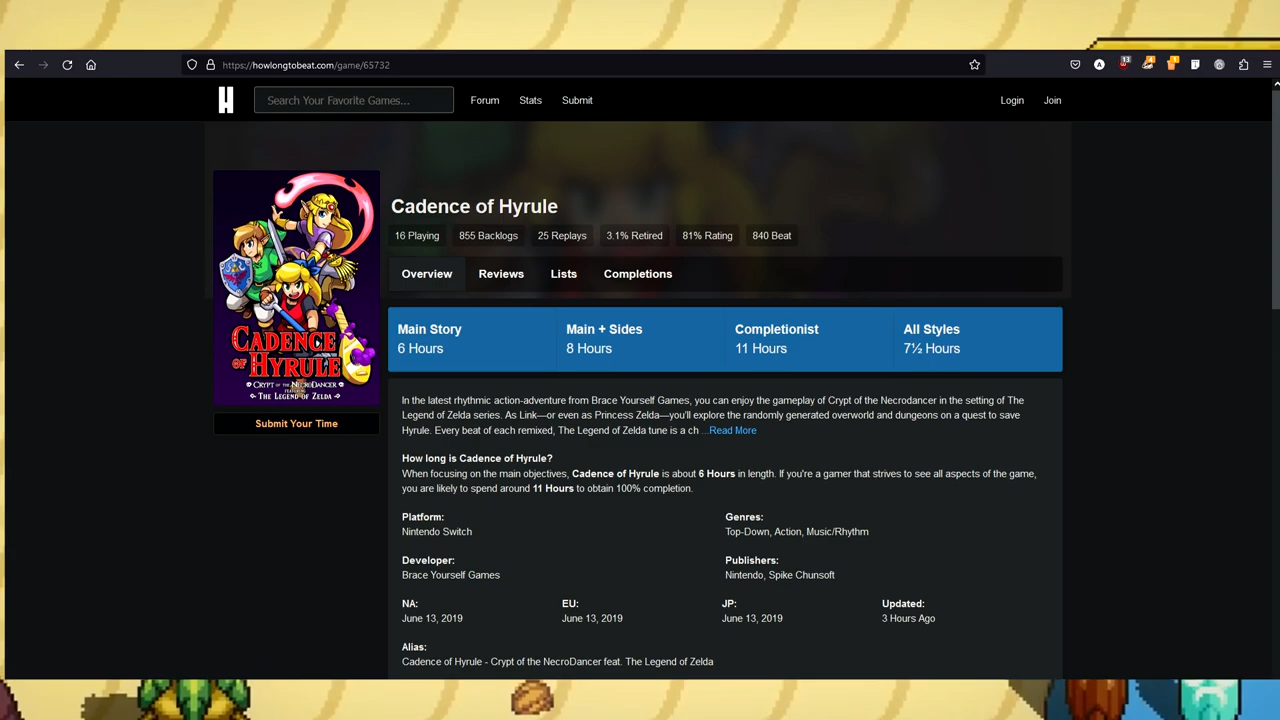 https://howlongtobeat.com/game/65732
13
Search Your Favorite Games...
Forum
Stats
Submit
Login
Join
CADENCE
OF HYRULE
CRYPT OF THE NECRODANCER
FEATURING
THE LEGEND OF ZELDA
Submit Your Time
Cadence of Hyrule
16 Playing
855 Backlogs
25 Replays
3.1% Retired
81% Rating
840 Beat
Overview
Reviews
Lists
Completions
Main Story
6 Hours
Main + Sides
8 Hours
Completionist
11 Hours
All Styles
7½ Hours
In the latest rhythmic action-adventure from Brace Yourself Games, you can enjoy the gameplay of Crypt of the Necrodancer in the setting of The
Legend of Zelda series. As Link—or even as Princess Zelda—you'll explore the randomly generated overworld and dungeons on a quest to save
Hyrule. Every beat of each remixed, The Legend of Zelda tune is a ch ...Read More
How long is Cadence of Hyrule?
When focusing on the main objectives, Cadence of Hyrule is about 6 Hours in length. If you're a gamer that strives to see all aspects of the game,
you are likely to spend around 11 Hours to obtain 100% completion.
Platform:
Nintendo Switch
Genres:
Top-Down, Action, Music/Rhythm
Developer:
Brace Yourself Games
Publishers:
Nintendo, Spike Chunsoft
NA:
June 13, 2019
EU:
June 13, 2019
JP:
June 13, 2019
Updated:
3 Hours Ago
Alias:
Cadence of Hyrule - Crypt of the NecroDancer feat. The Legend of Zelda